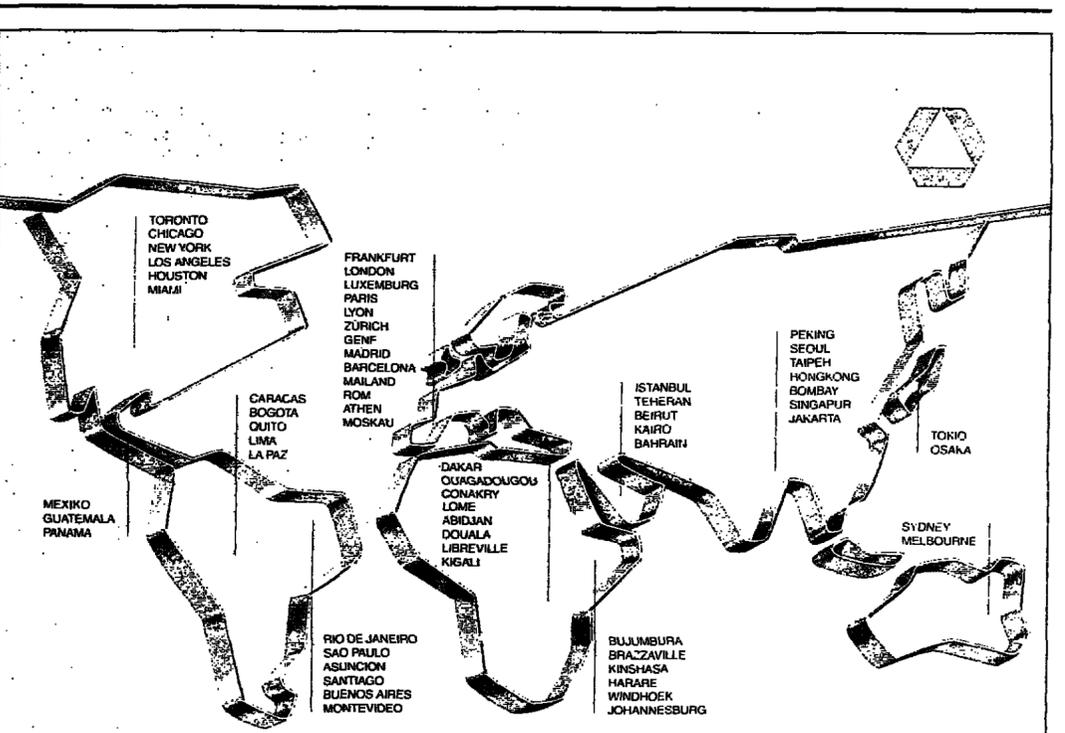 TORONTO
CHICAGO
NEW YORK
LOS ANGELES
HOUSTON
MIAMI
FRANKFURT
LONDON
LUXEMBURG
PARIS
LYON
ZÜRICH
GENF
MADRID
BARCELONA
MAILAND
ROM
ATHEN
MOSKAU
CARACAS
BOGOTA
QUITO
LIMA
LA PAZ
MEXIKO
GUATEMALA
PANAMA
DAKAR
OUAGADOUGOU
CONAKRY
LOME
ABIDJAN
DOUALA
LIBREVILLE
KIGALI
ISTANBUL
TEHERAN
BEIRUT
KAIRO
BAHRAIN
PEKING
SEOUL
TAIPEH
HONGKONG
BOMBAY
SINGAPUR
JAKARTA
TOKIO
OSAKA
SYDNEY
MELBOURNE
RIO DE JANEIRO
SAO PAULO
ASUNCION
SANTIAGO
BUENOS AIRES
MONTEVIDEO
BUJUMBURA
BRAZZAVILLE
KINSHASA
HARARE
WINDHOEK
JOHANNESBURG